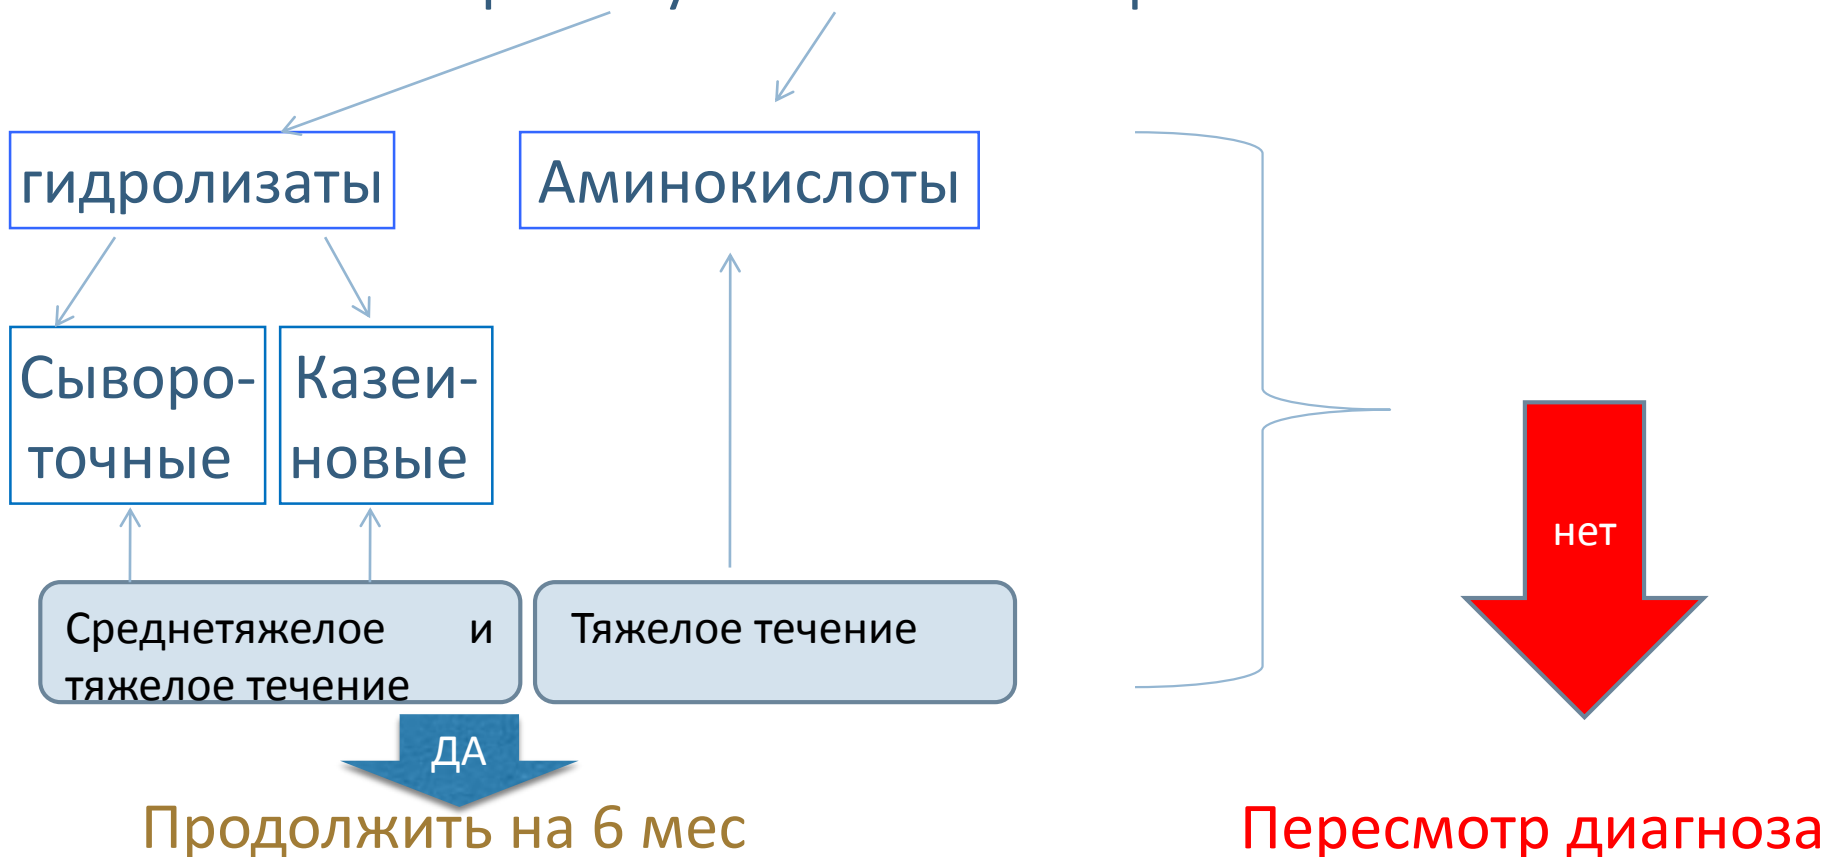 гидролизаты
Аминокислоты
Сыворо-
точные
Казеи-
новые
нет
Среднетяжелое и
тяжелое течение
Тяжелое течение
ДА
Продолжить на 6 мес
Пересмотр диагноза